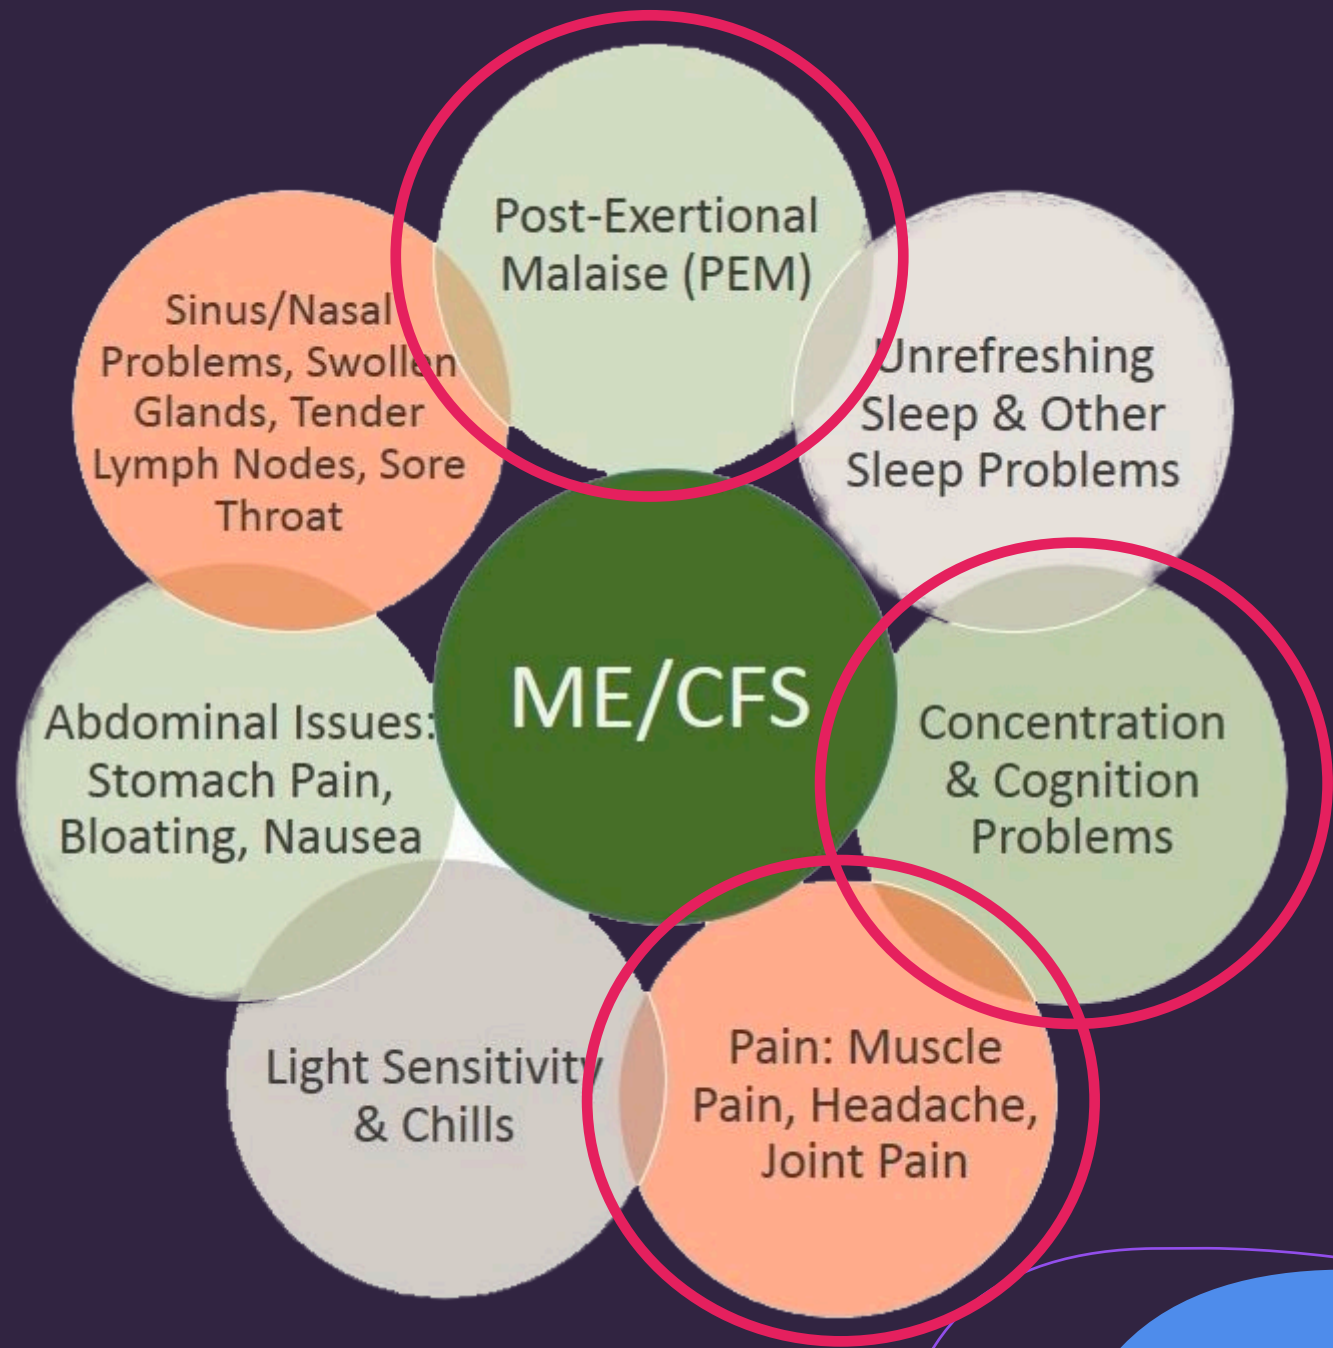 Post-Exertional
Malaise (PEM)
Unrefreshing
Sleep & Other
Sleep Problems
Concentration
& Cognition
Problems
Pain: Muscle
Pain, Headache,
Joint Pain
Light Sensitivity
& Chills
Abdominal Issues:
Stomach Pain,
Bloating, Nausea
Sinus/Nasal
Problems, Swollen
Glands, Tender
Lymph Nodes, Sore
Throat
ME/CFS